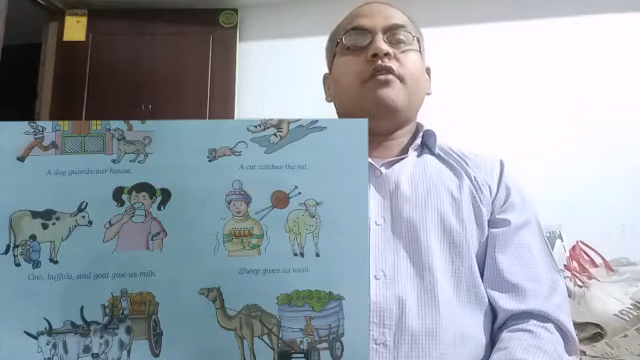 A dog guards our house.
A cat catches the rat.
Cow, buffalo, and goat give us milk.
Sheep gives us wool.